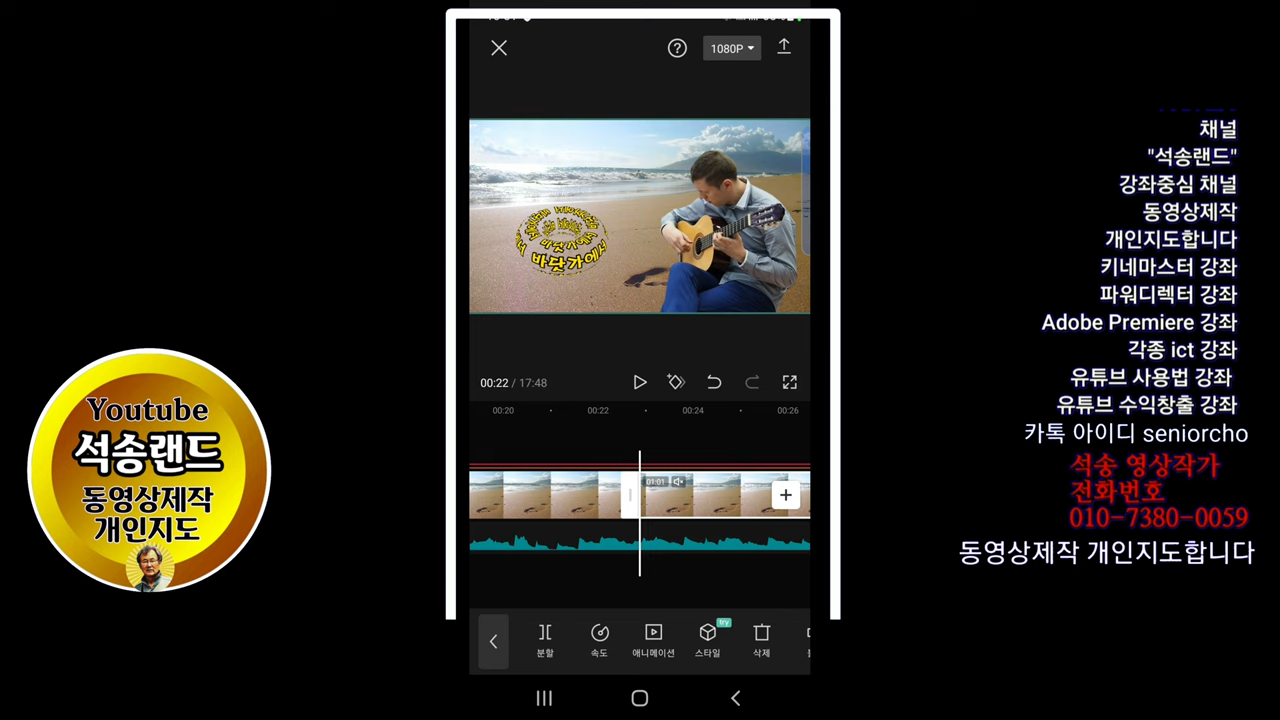 1080P
바닷가에서
바닷가에서
00:22 / 17:48
00:20
00:22
00:24
00:26
01:01
분할
속도
애니메이션
스타일
try
삭제
Youtube
석송랜드
동영상제작
개인지도
채널
"석송랜드"
강좌중심 채널
동영상제작
개인지도합니다
키네마스터 강좌
파워디렉터 강좌
Adobe Premiere 강좌
각종 ict 강좌
유튜브 사용법 강좌
유튜브 수익창출 강좌
카톡 아이디 seniorcho
석송 영상작가
전화번호
010-7380-0059
동영상제작 개인지도합니다